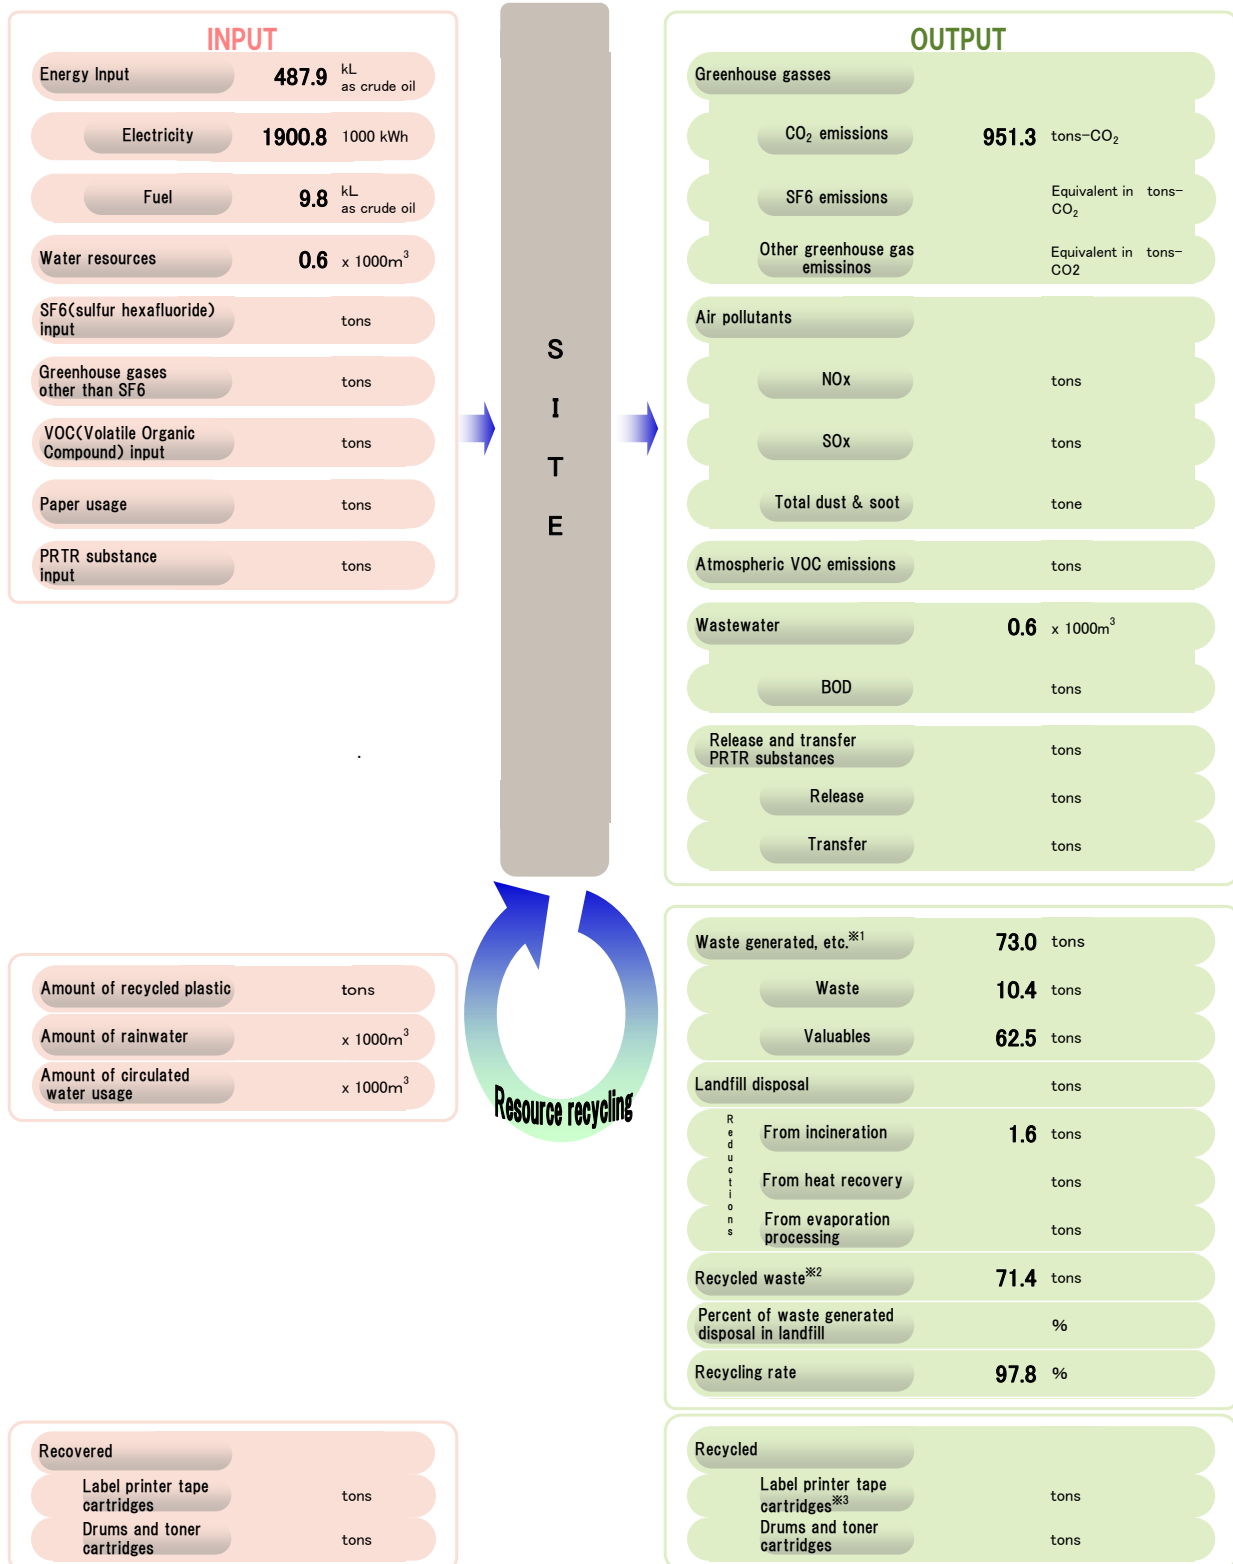 INPUT
Energy Input 487.9 kL
as crude oil
Electricity 1900.8 1000 kWh
Fuel 9.8 kL
as crude oil
Water resources 0.6 x 1000m³
SF6(sulfur hexafluoride)
input tons
Greenhouse gases
other than SF6 tons
VOC(Volatile Organic
Compound) input tons
Paper usage tons
PRTR substance
input tons
S
I
T
E
OUTPUT
Greenhouse gasses
CO₂ emissions 951.3 tons-CO₂
SF6 emissions Equivalent in tons-
CO₂
Other greenhouse gas
emissinos Equivalent in tons-
CO2
Air pollutants
NOx tons
SOx tons
Total dust & soot tone
Atmospheric VOC emissions tons
Wastewater 0.6 x 1000m³
BOD tons
Release and transfer
PRTR substances tons
Release tons
Transfer tons
Amount of recycled plastic tons
Amount of rainwater x 1000m³
Amount of circulated
water usage x 1000m³
Resource recycling
Waste generated, etc.※1 73.0 tons
Waste 10.4 tons
Valuables 62.5 tons
Landfill disposal tons
Reductions
From incineration 1.6 tons
From heat recovery tons
From evaporation
processing tons
Recycled waste※2 71.4 tons
Percent of waste generated
disposal in landfill %
Recycling rate 97.8 %
Recovered
Label printer tape
cartridges tons
Drums and toner
cartridges tons
Recycled
Label printer tape
cartridges※3 tons
Drums and toner
cartridges tons